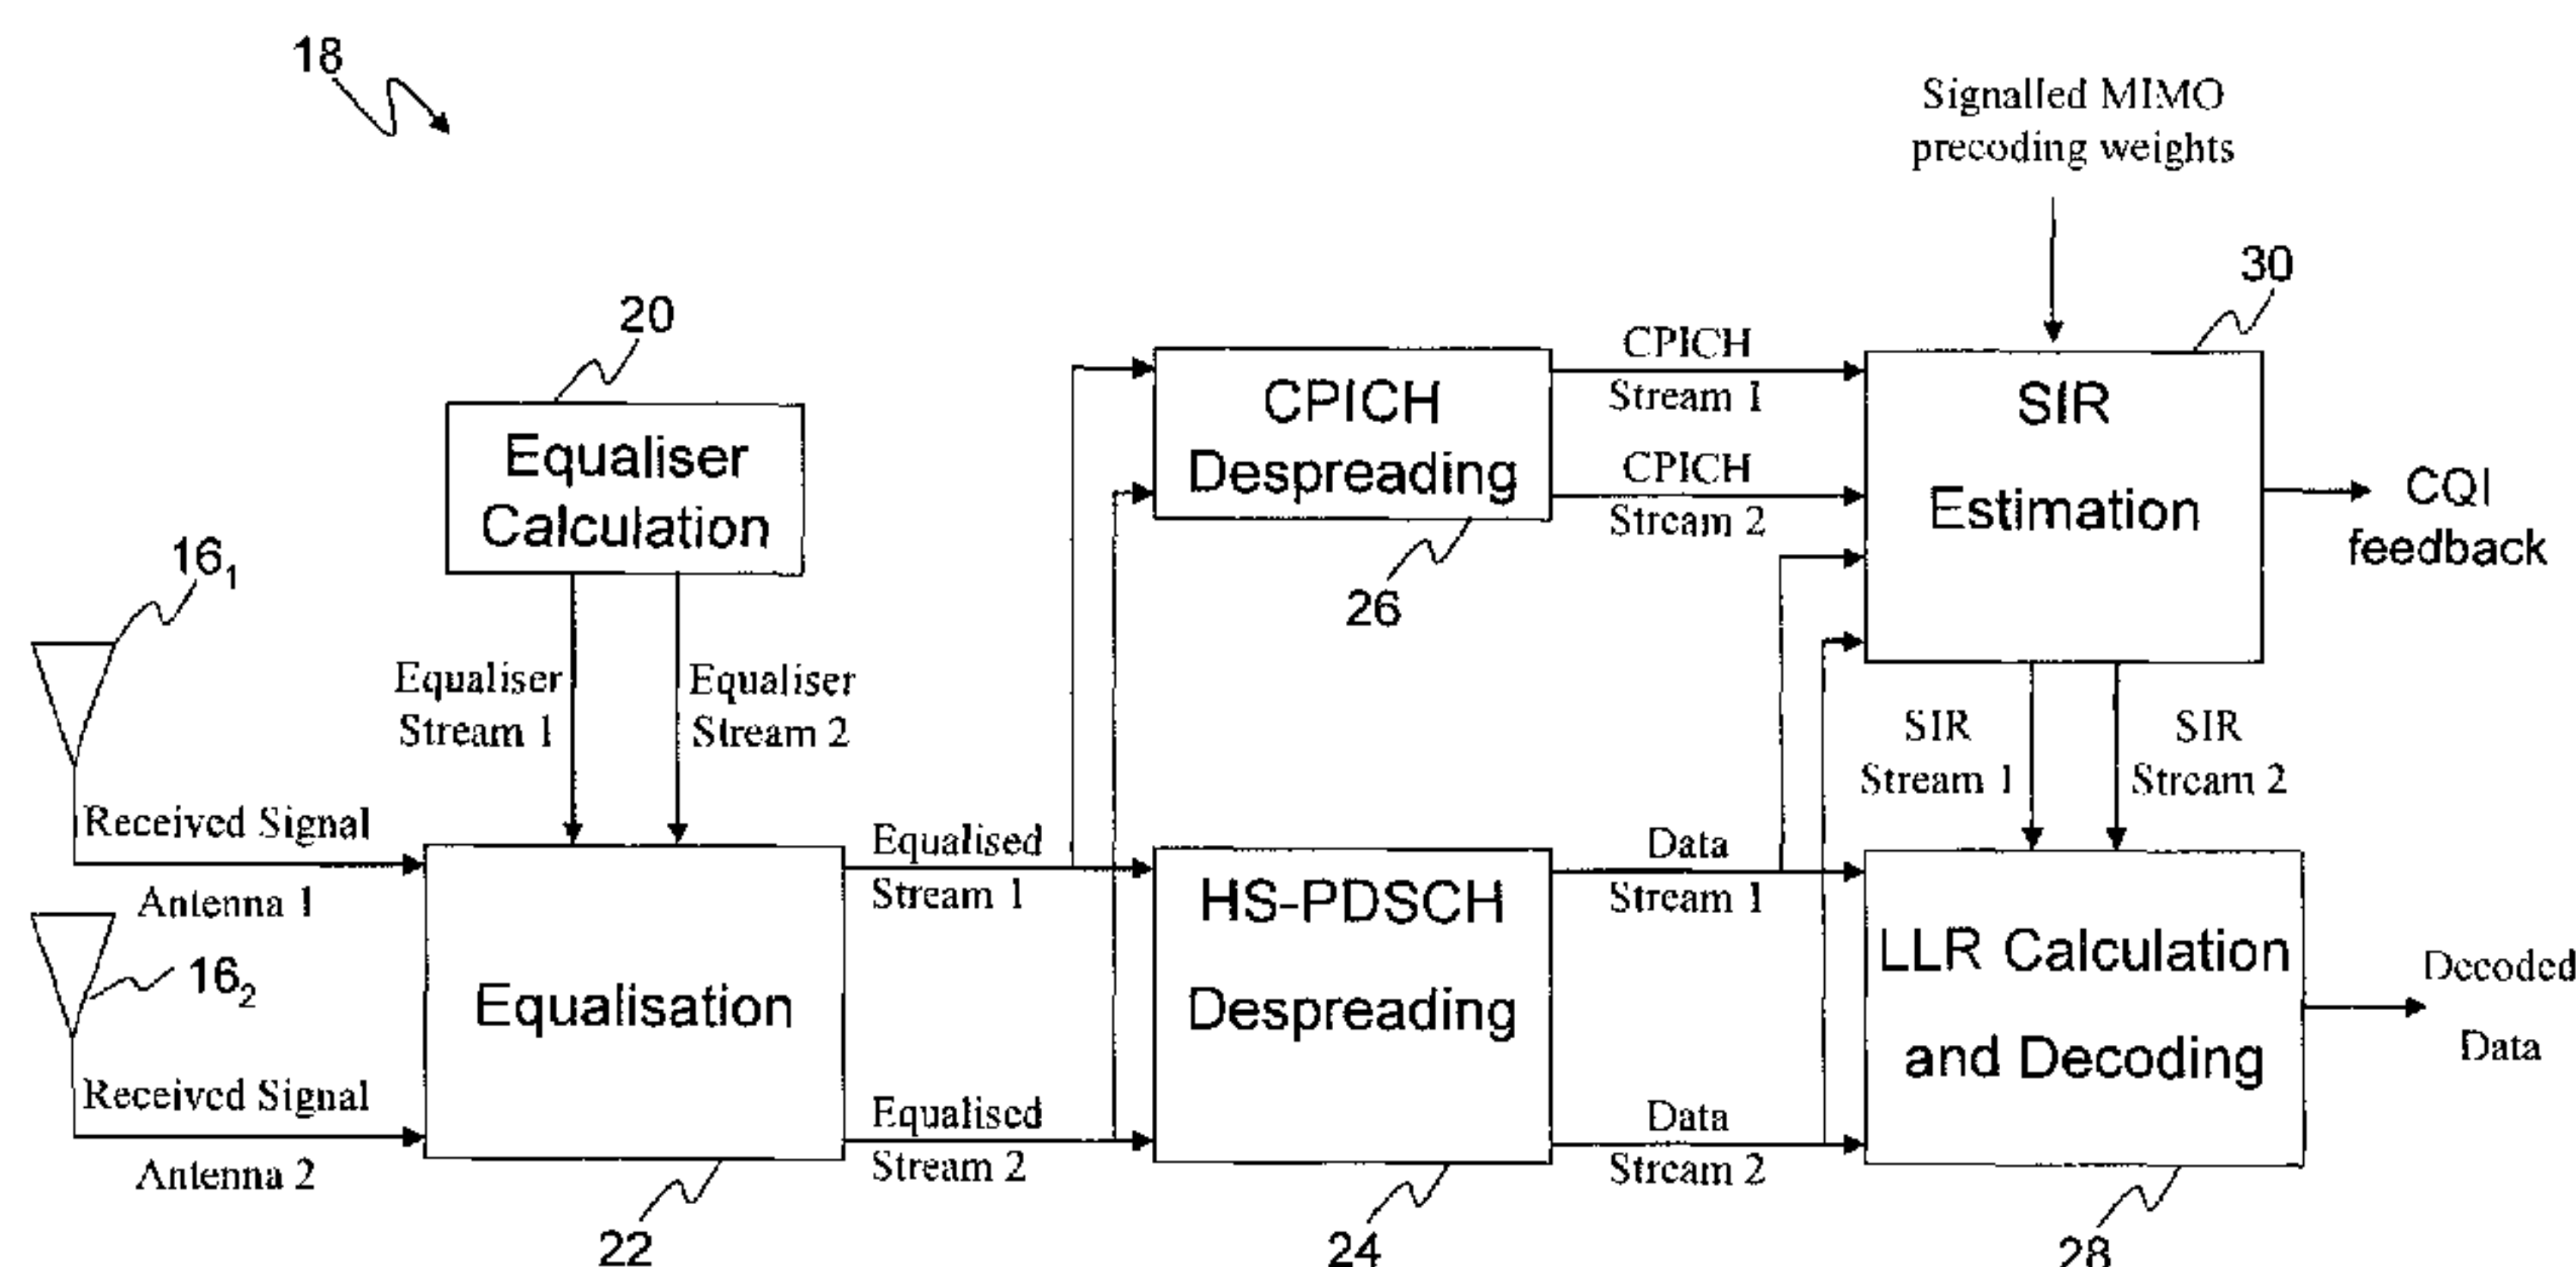 18
Signalled MIMO
precoding weights
30
20
CPICH
Stream 1
CPICH
Stream 2
CPICH
Despreading
26
SIR
Estimation
CQI
feedback
Equaliser
Calculation
16₁
Equaliser
Stream 1
Equaliser
Stream 2
SIR
Stream 1
SIR
Stream 2
Received Signal
Antenna 1
16₂
Received Signal
Antenna 2
Equalisation
22
Equalised
Stream 1
Equalised
Stream 2
HS-PDSCH
Despreading
24
Data
Stream 1
Data
Stream 2
LLR Calculation
and Decoding
28
Decoded
Data